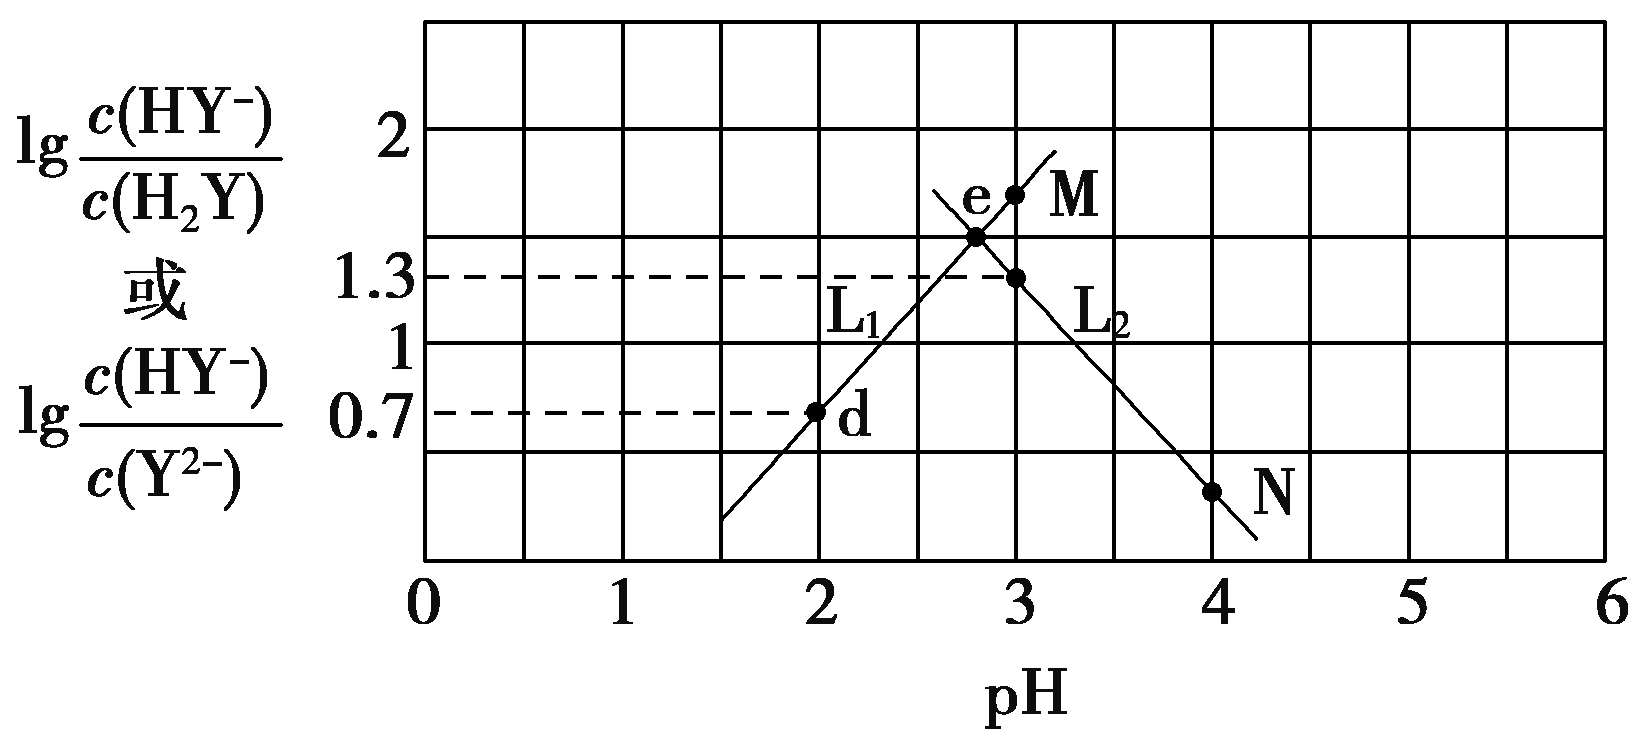 lg c(HY⁻)/c(H₂Y)
或
lg c(HY⁻)/c(Y²⁻)
2
1.3
1
0.7
e
M
L₁
L₂
d
N
0 1 2 3 4 5 6
pH